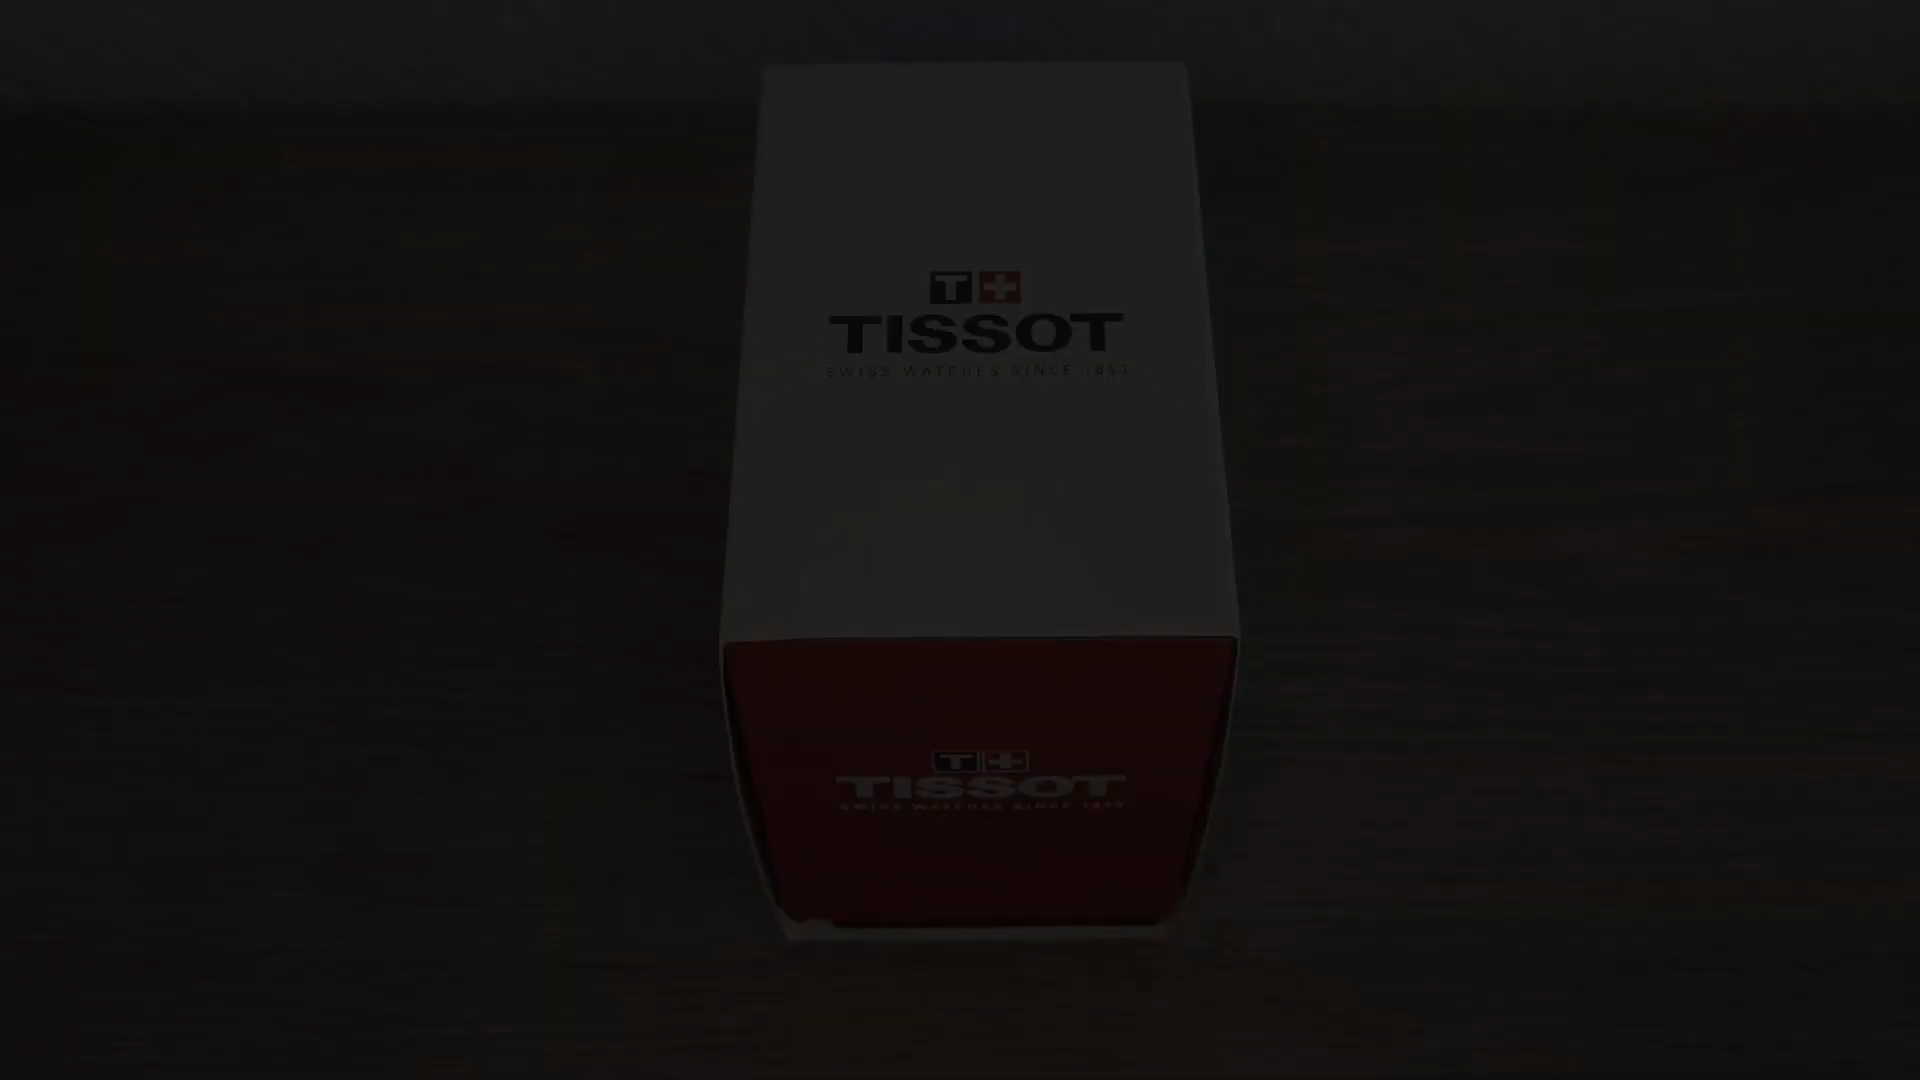 T+
TISSOT
SWISS WATCHES SINCE 1853
T+
TISSOT
SWISS WATCHES SINCE 1853